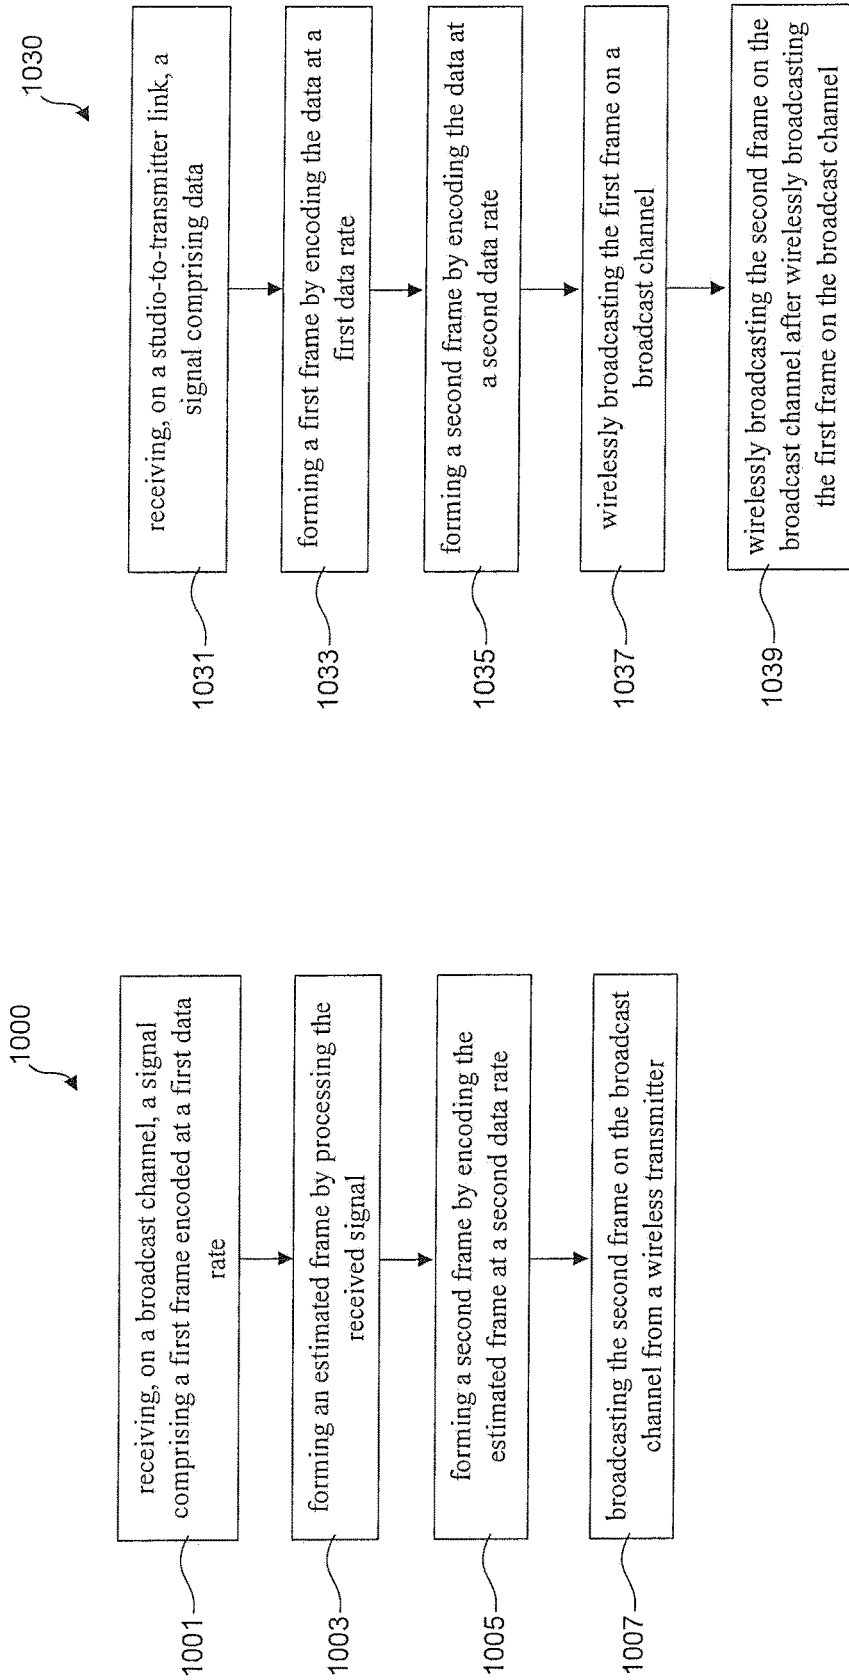 1000
1001
receiving, on a broadcast channel, a signal
comprising a first frame encoded at a first data
rate
1003
forming an estimated frame by processing the
received signal
1005
forming a second frame by encoding the
estimated frame at a second data rate
1007
broadcasting the second frame on the broadcast
channel from a wireless transmitter
1030
1031
receiving, on a studio-to-transmitter link, a
signal comprising data
1033
forming a first frame by encoding the data at a
first data rate
1035
forming a second frame by encoding the data at
a second data rate
1037
wirelessly broadcasting the first frame on a
broadcast channel
1039
wirelessly broadcasting the second frame on the
broadcast channel after wirelessly broadcasting
the first frame on the broadcast channel